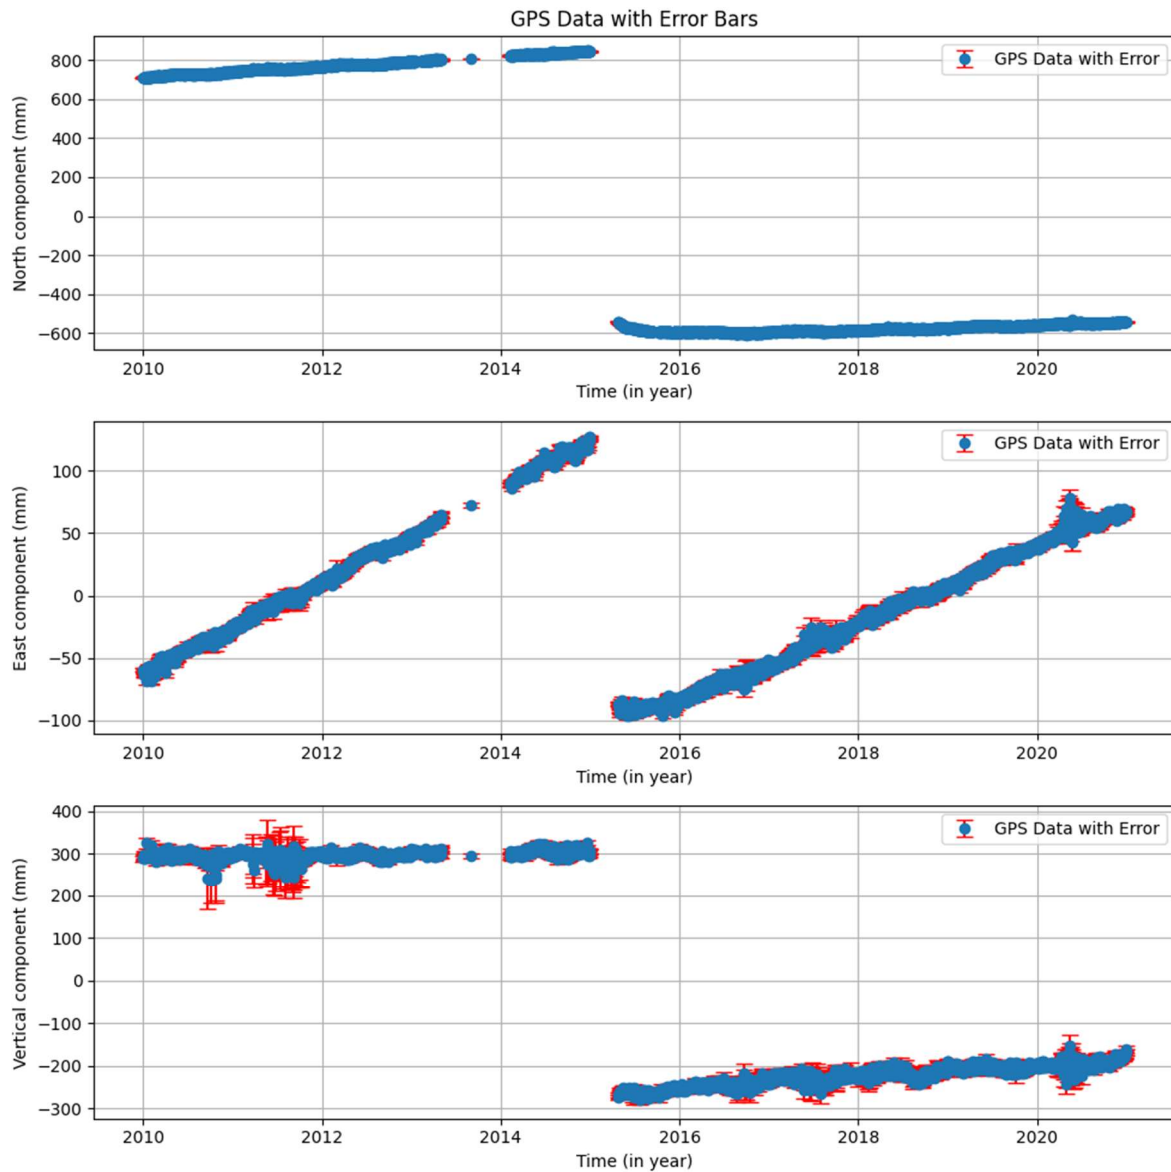 GPS Data with Error Bars
800
600
400
200
0
−200
−400
−600
North component (mm)
GPS Data with Error
2010 2012 2014 2016 2018 2020
Time (in year)
100
50
0
−50
−100
East component (mm)
GPS Data with Error
2010 2012 2014 2016 2018 2020
Time (in year)
400
300
200
100
0
−100
−200
−300
Vertical component (mm)
GPS Data with Error
2010 2012 2014 2016 2018 2020
Time (in year)